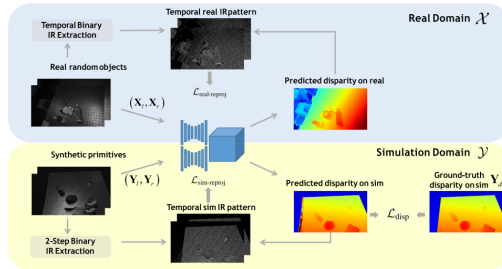 Temporal real IR pattern
Real Domain 𝒳
Temporal Binary
IR Extraction
Real random objects
ℒreal-reproj
Predicted disparity on real
(𝐗l, 𝐗r)
Synthetic primitives
Simulation Domain 𝒴
(𝐘l, 𝐘r)
ℒsim-reproj
Predicted disparity on sim
Ground-truth
disparity on sim 𝐘d
Temporal sim IR pattern
ℒdisp
2-Step Binary
IR Extraction